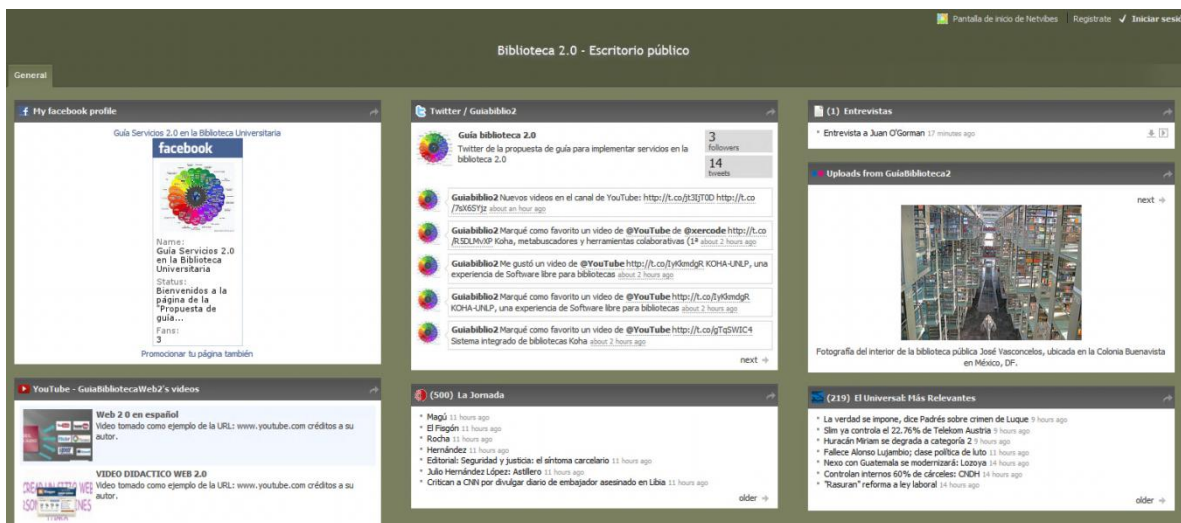 Pantalla de inicio de Netvibes Registrate Iniciar sesió
Biblioteca 2.0 - Escritorio público
General
My facebook profile
Guía Servicios 2.0 en la Biblioteca Universitaria
facebook
Name:
Guía Servicios 2.0
en la Biblioteca
Universitaria
Status:
Bienvenidos a la
página de la
"Propuesta de
guía...
Fans:
3
Promocionar tu página también
YouTube - GuiaBibliotecaWeb2's videos
Web 2 0 en español
Video tomado como ejemplo de la URL: www.youtube.com créditos a su
autor.
VIDEO DIDACTICO WEB 2.0
Video tomado como ejemplo de la URL: www.youtube.com créditos a su
autor.
Twitter / Guiabiblio2
Guía biblioteca 2.0
Twitter de la propuesta de guía para implementar servicios en la
biblioteca 2.0
3
followers
14
tweets
Guiabiblio2 Nuevos videos en el canal de YouTube: http://t.co/jt3IjT0D http://t.co
/7sX6SYjz about an hour ago
Guiabiblio2 Marqué como favorito un video de @YouTube de @xercode http://t.co
/R5DLMvXP Koha, metabuscadores y herramientas colaborativas (1ª about 2 hours ago
Guiabiblio2 Me gustó un video de @YouTube http://t.co/IyKkmdgR KOHA-UNLP, una
experiencia de Software libre para bibliotecas about 2 hours ago
Guiabiblio2 Marqué como favorito un video de @YouTube http://t.co/IyKkmdgR
KOHA-UNLP, una experiencia de Software libre para bibliotecas about 2 hours ago
Guiabiblio2 Marqué como favorito un video de @YouTube http://t.co/gTqSWIC4
Sistema integrado de bibliotecas Koha about 2 hours ago
next
(500) La Jornada
Magú 11 hours ago
El Fisgón 11 hours ago
Rocha 11 hours ago
Hernández 11 hours ago
Editorial: Seguridad y justicia: el síntoma carcelario 11 hours ago
Julio Hernández López: Astillero 11 hours ago
Critican a CNN por divulgar diario de embajador asesinado en Libia 11 hours ago
older
(1) Entrevistas
Entrevista a Juan O'Gorman 17 minutes ago
Uploads from GuiaBiblioteca2
next
Fotografía del interior de la biblioteca pública José Vasconcelos, ubicada en la Colonia Buenavista
en México, DF.
(219) El Universal: Más Relevantes
La verdad se impone, dice Padrés sobre crimen de Luque 9 hours ago
Slim ya controla el 22.76% de Telekom Austria 9 hours ago
Huracán Miriam se degrada a categoría 2 9 hours ago
Fallece Alonso Lujambio; clase política de luto 11 hours ago
Nexo con Guatemala se modernizará: Lozoya 14 hours ago
Controlan internos 60% de cárceles: CNDH 14 hours ago
"Rasuran" reforma a ley laboral 14 hours ago
older